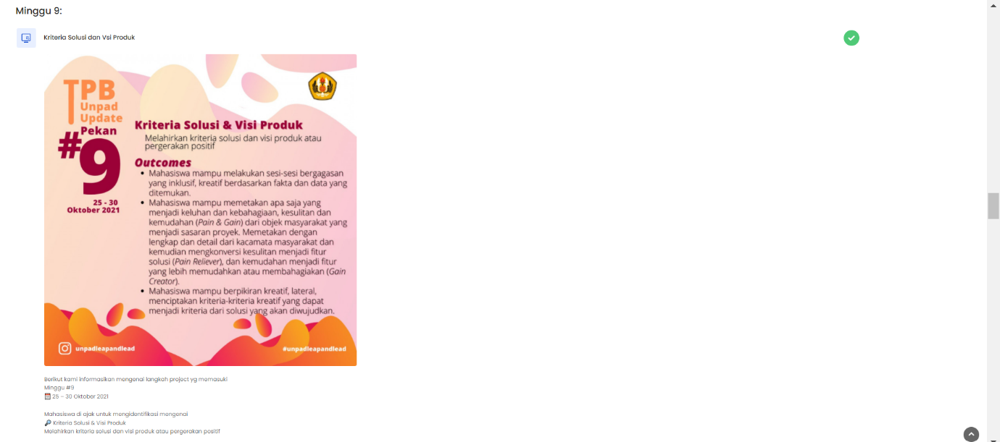 Minggu 9:
Kriteria Solusi dan Vsi Produk
TPB
Unpad
Update
Pekan
#9
25 - 30
Oktober 2021
Kriteria Solusi & Visi Produk
Melahirkan kriteria solusi dan visi produk atau
pergerakan positif
Outcomes
• Mahasiswa mampu melakukan sesi-sesi bergagasan
yang inklusif, kreatif berdasarkan fakta dan data yang
ditemukan.
• Mahasiswa mampu memetakan apa saja yang
menjadi keluhan dan kebahagiaan, kesulitan dan
kemudahan (Pain & Gain) dari objek masyarakat yang
menjadi sasaran proyek. Memetakan dengan
lengkap dan detail dari kacamata masyarakat dan
kemudian mengkonversi kesulitan menjadi fitur
solusi (Pain Reliever), dan kemudahan menjadi fitur
yang lebih memudahkan atau membahagiakan (Gain
Creator).
• Mahasiswa mampu berpikiran kreatif, lateral,
menciptakan kriteria-kriteria kreatif yang dapat
menjadi kriteria dari solusi yang akan diwujudkan.
unpadleapandlead
#unpadleapandlead
Berikut kami informasikan mengenai langkah project yg memasuki
Minggu #9
25 – 30 Oktober 2021
Mahasiswa di ajak untuk mengidentifikasi mengenai
Kriteria Solusi & Visi Produk
Melahirkan kriteria solusi dan visi produk atau pergerakan positif